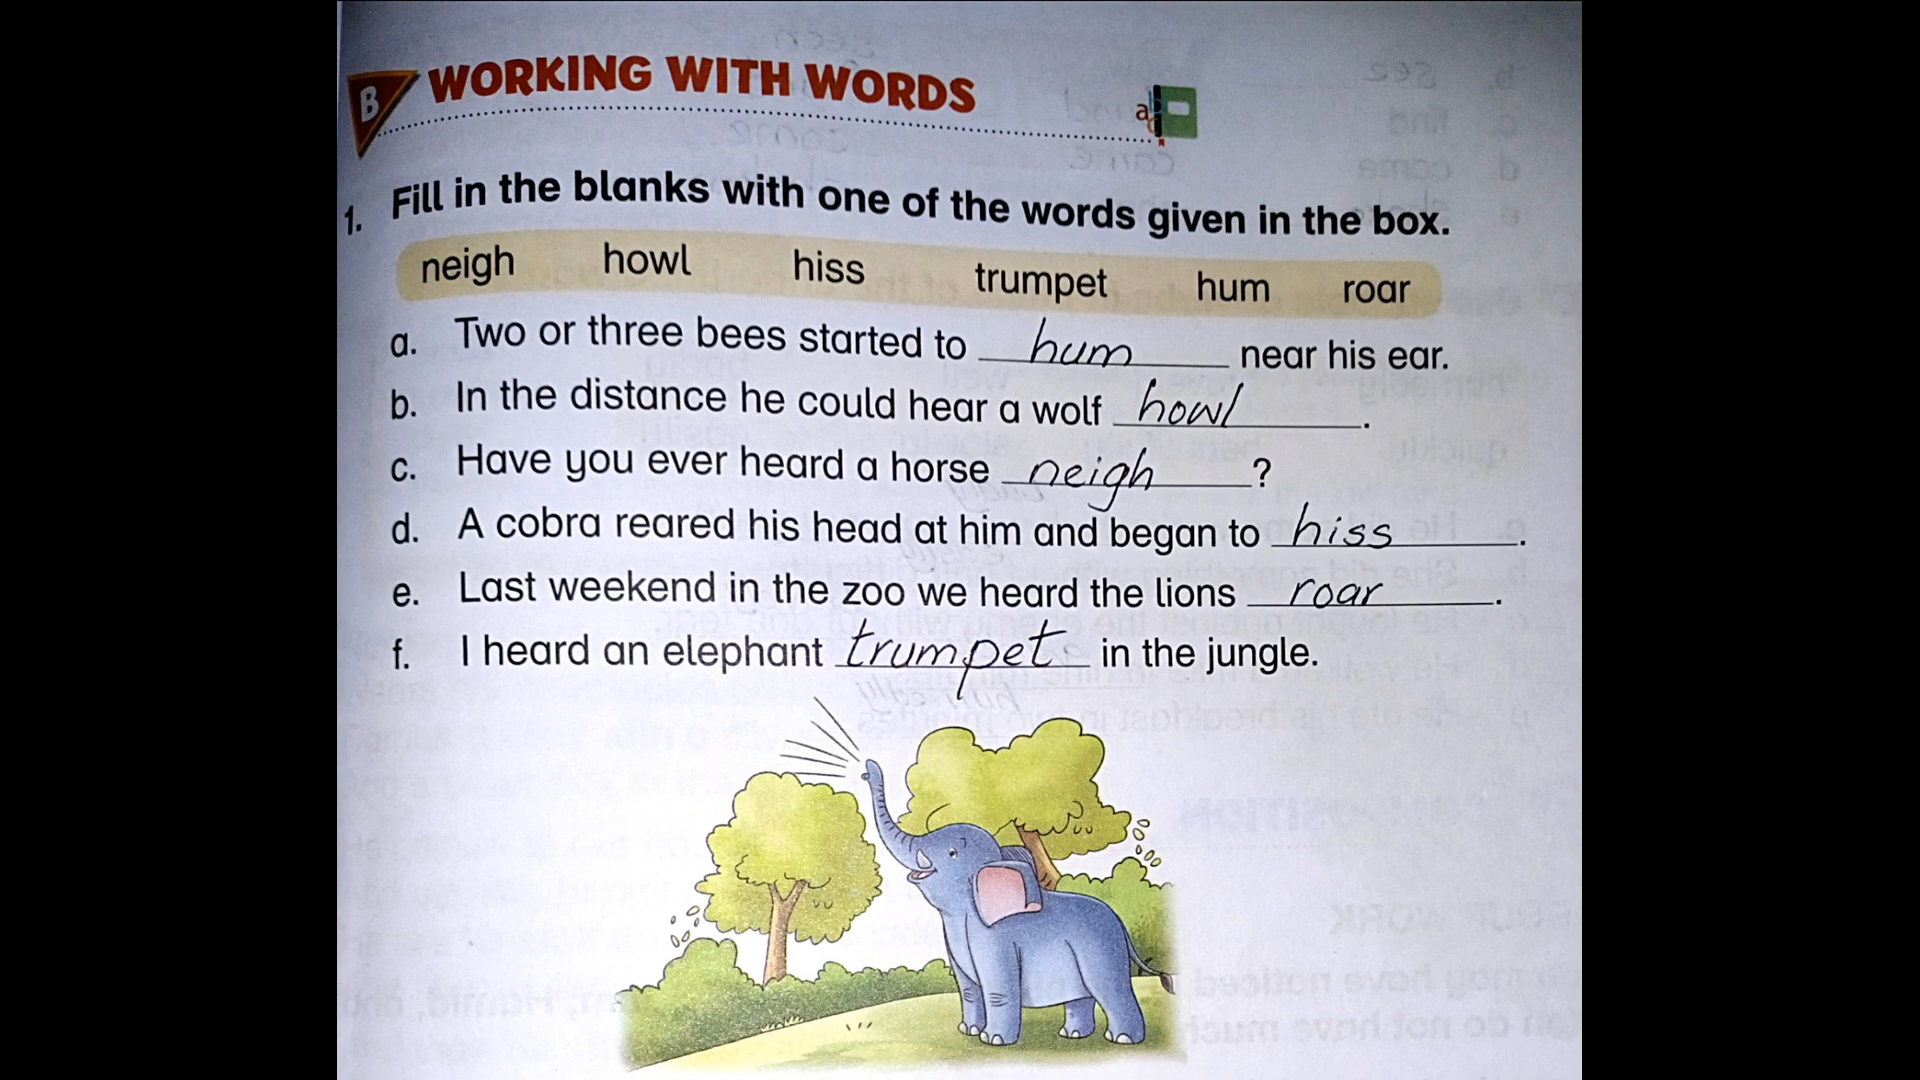 B WORKING WITH WORDS
1. Fill in the blanks with one of the words given in the box.
neigh howl hiss trumpet hum roar
a. Two or three bees started to hum near his ear.
b. In the distance he could hear a wolf howl.
c. Have you ever heard a horse neigh?
d. A cobra reared his head at him and began to hiss.
e. Last weekend in the zoo we heard the lions roar.
f. I heard an elephant trumpet in the jungle.